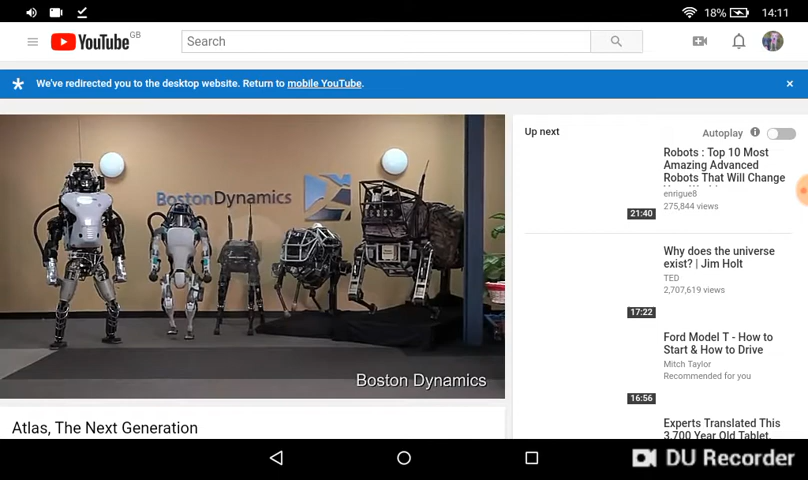 18% 14:11
YouTube GB
Search
We've redirected you to the desktop website. Return to mobile YouTube.
BostonDynamics
Boston Dynamics
Atlas, The Next Generation
Up next
Autoplay
Robots : Top 10 Most
Amazing Advanced
Robots That Will Change
enrigue8
275,844 views
21:40
Why does the universe
exist? | Jim Holt
TED
2,707,619 views
17:22
Ford Model T - How to
Start & How to Drive
Mitch Taylor
Recommended for you
16:56
Experts Translated This
3,700 Year Old Tablet,
DU Recorder